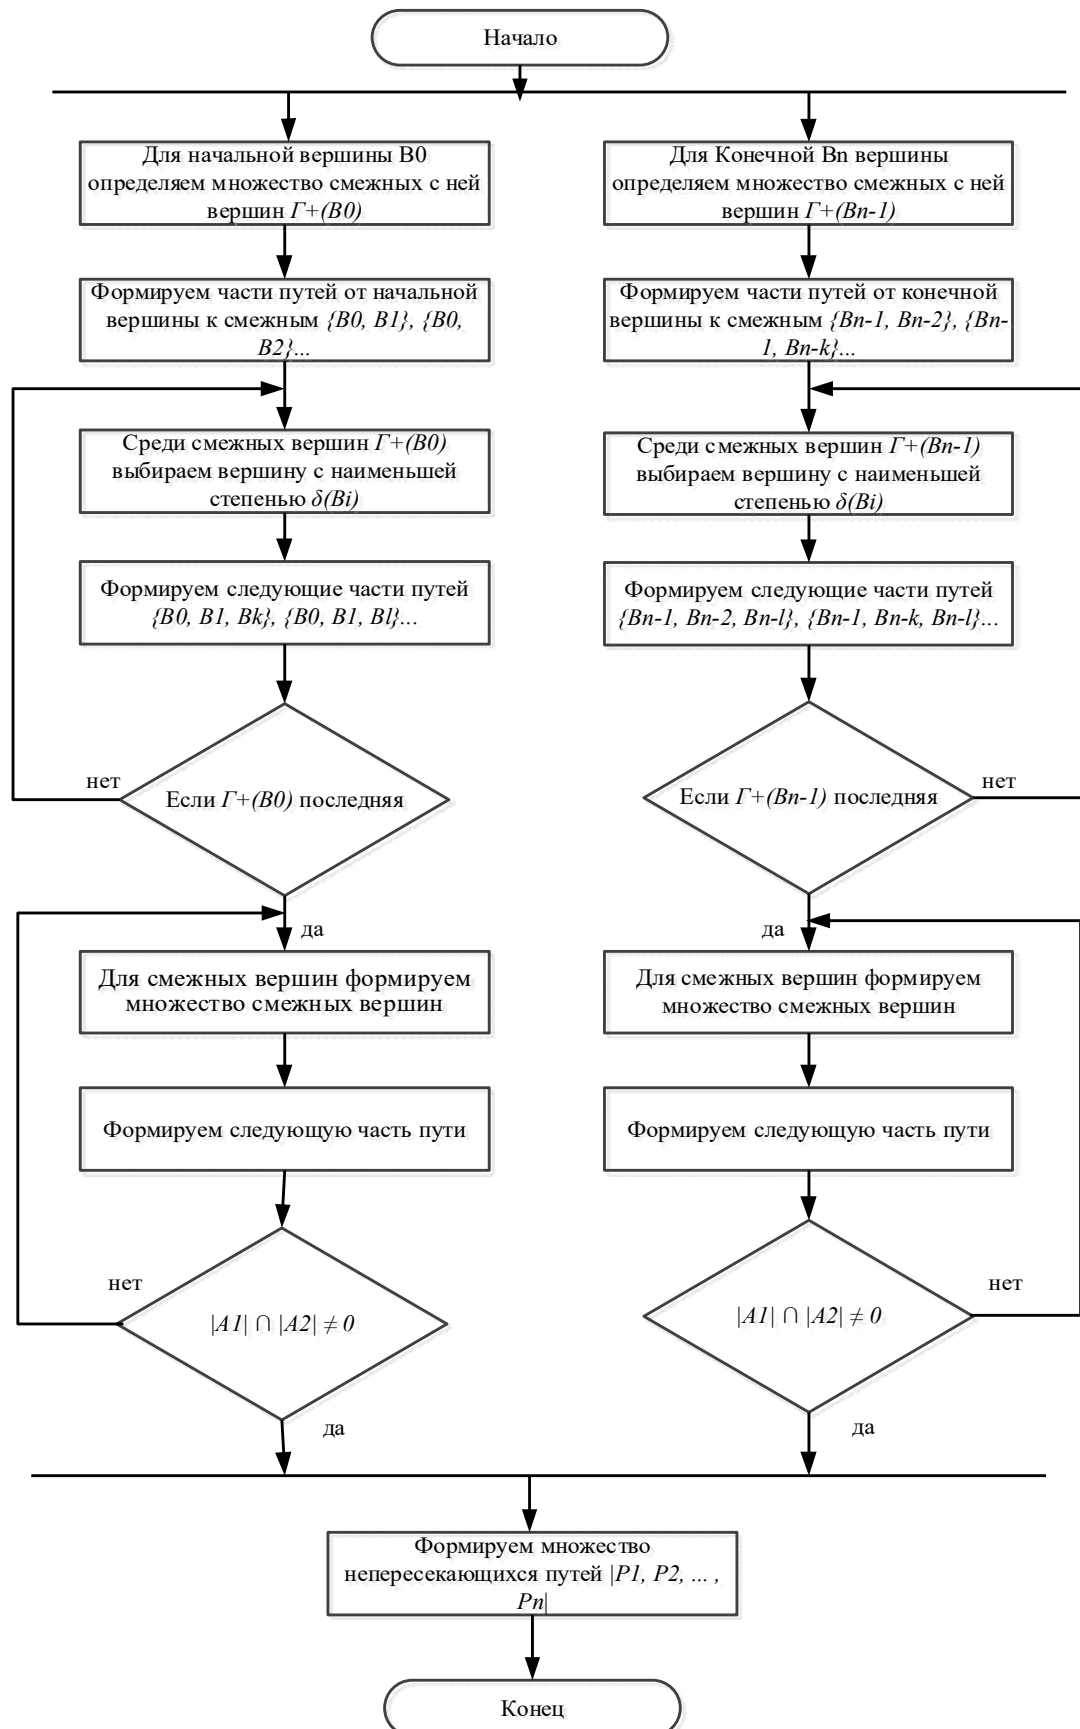 Начало
Для начальной вершины B0
определяем множество смежных с ней
вершин Г+(B0)
Формируем части путей от начальной
вершины к смежным {B0, B1}, {B0,
B2}...
Среди смежных вершин Г+(B0)
выбираем вершину с наименьшей
степенью δ(Bi)
Формируем следующие части путей
{B0, B1, Bk}, {B0, B1, Bl}...
нет
Если Г+(B0) последняя
да
Для смежных вершин формируем
множество смежных вершин
Формируем следующую часть пути
нет
|A1| ∩ |A2| ≠ 0
да
Для Конечной Bn вершины
определяем множество смежных с ней
вершин Г+(Bn-1)
Формируем части путей от конечной
вершины к смежным {Bn-1, Bn-2}, {Bn-
1, Bn-k}...
Среди смежных вершин Г+(Bn-1)
выбираем вершину с наименьшей
степенью δ(Bi)
Формируем следующие части путей
{Bn-1, Bn-2, Bn-l}, {Bn-1, Bn-k, Bn-l}...
Если Г+(Bn-1) последняя
нет
да
Для смежных вершин формируем
множество смежных вершин
Формируем следующую часть пути
нет
|A1| ∩ |A2| ≠ 0
да
Формируем множество
непересекающихся путей |P1, P2, ... ,
Pn|
Конец